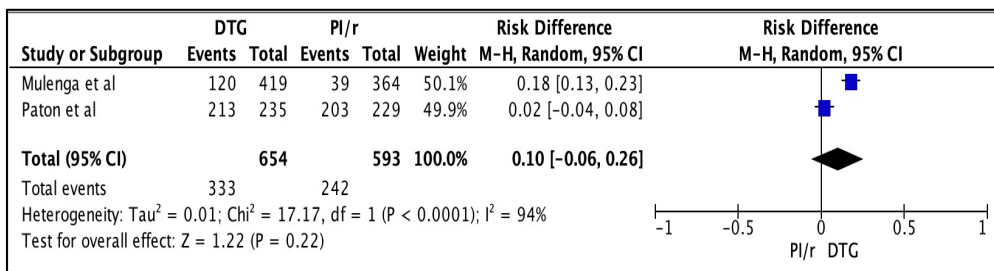 DTG PI/r Risk Difference Risk Difference
Study or Subgroup Events Total Events Total Weight M-H, Random, 95% CI M-H, Random, 95% CI
Mulenga et al 120 419 39 364 50.1% 0.18 [0.13, 0.23]
Paton et al 213 235 203 229 49.9% 0.02 [-0.04, 0.08]
Total (95% CI) 654 593 100.0% 0.10 [-0.06, 0.26]
Total events 333 242
Heterogeneity: Tau² = 0.01; Chi² = 17.17, df = 1 (P < 0.0001); I² = 94%
Test for overall effect: Z = 1.22 (P = 0.22)
-1 -0.5 0 0.5 1
PI/r DTG